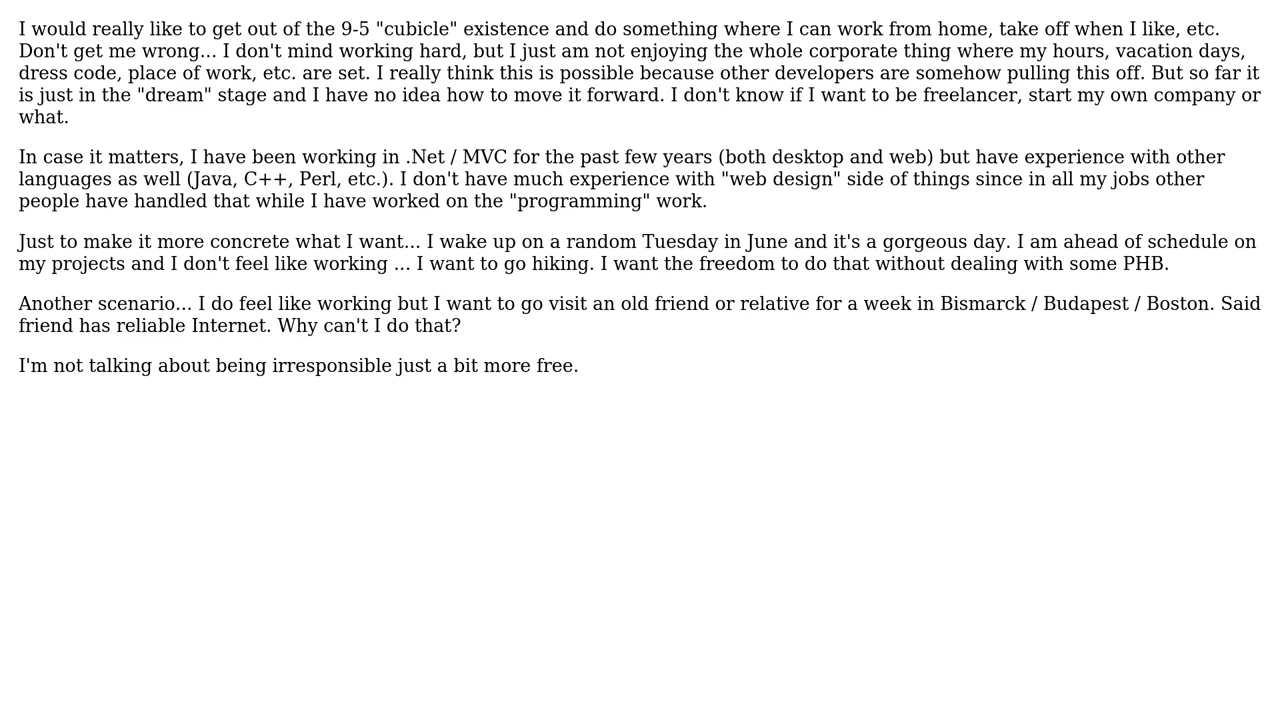 I would really like to get out of the 9-5 "cubicle" existence and do something where I can work from home, take off when I like, etc.
Don't get me wrong... I don't mind working hard, but I just am not enjoying the whole corporate thing where my hours, vacation days,
dress code, place of work, etc. are set. I really think this is possible because other developers are somehow pulling this off. But so far it
is just in the "dream" stage and I have no idea how to move it forward. I don't know if I want to be freelancer, start my own company or
what.
In case it matters, I have been working in .Net / MVC for the past few years (both desktop and web) but have experience with other
languages as well (Java, C++, Perl, etc.). I don't have much experience with "web design" side of things since in all my jobs other
people have handled that while I have worked on the "programming" work.
Just to make it more concrete what I want... I wake up on a random Tuesday in June and it's a gorgeous day. I am ahead of schedule on
my projects and I don't feel like working ... I want to go hiking. I want the freedom to do that without dealing with some PHB.
Another scenario... I do feel like working but I want to go visit an old friend or relative for a week in Bismarck / Budapest / Boston. Said
friend has reliable Internet. Why can't I do that?
I'm not talking about being irresponsible just a bit more free.